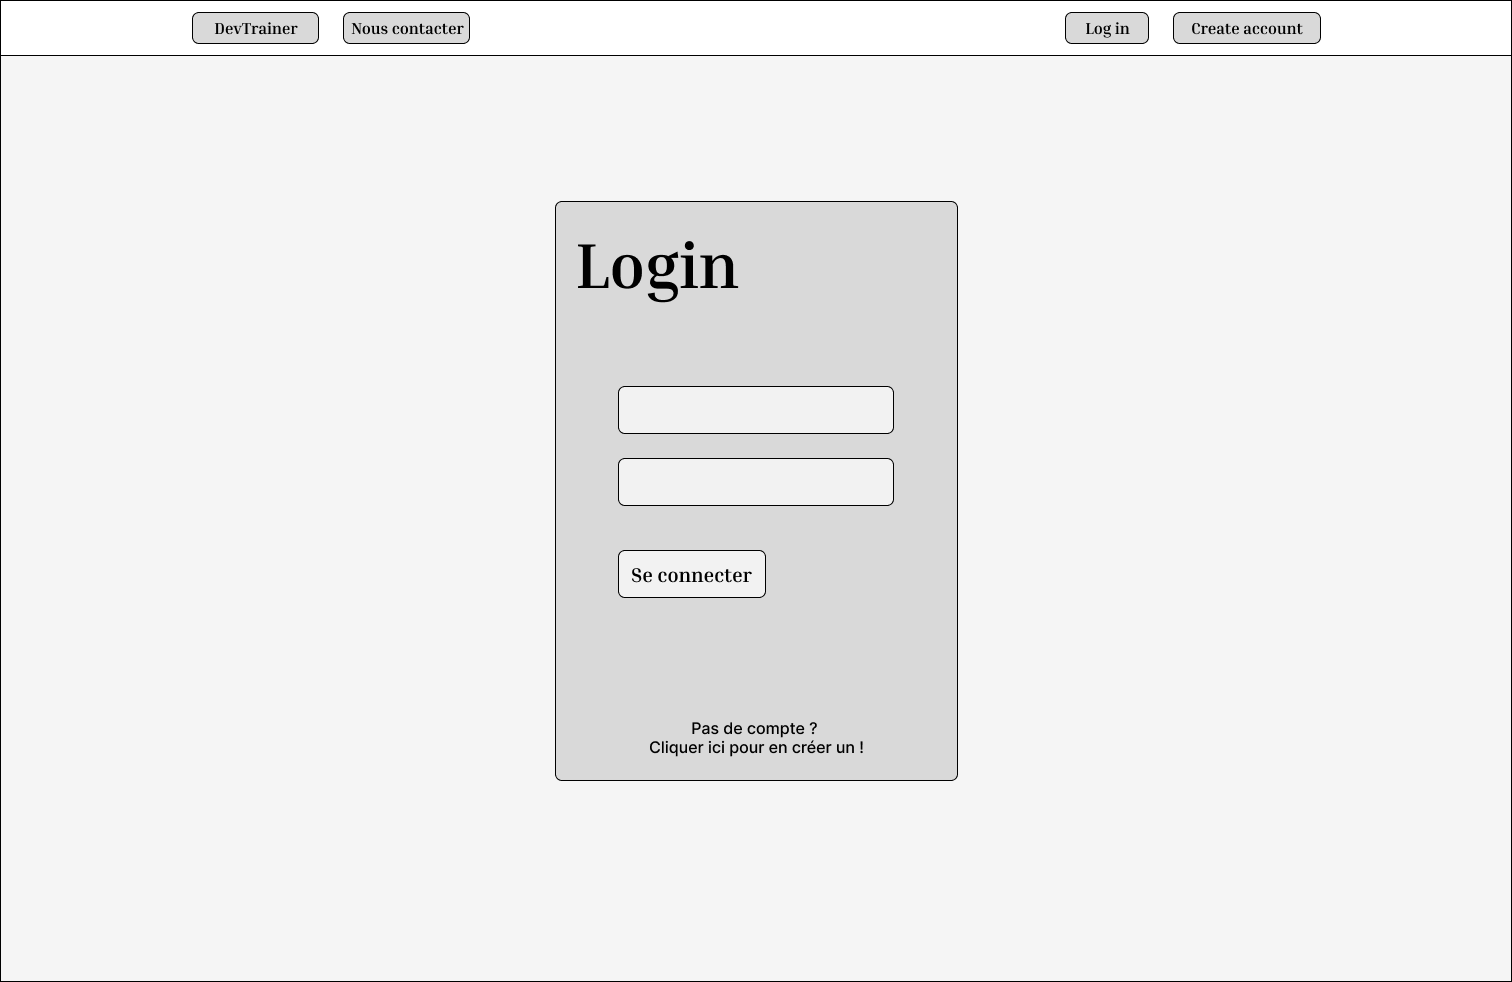 DevTrainer
Nous contacter
Log in
Create account
Login
Se connecter
Pas de compte ?
Cliquer ici pour en créer un !